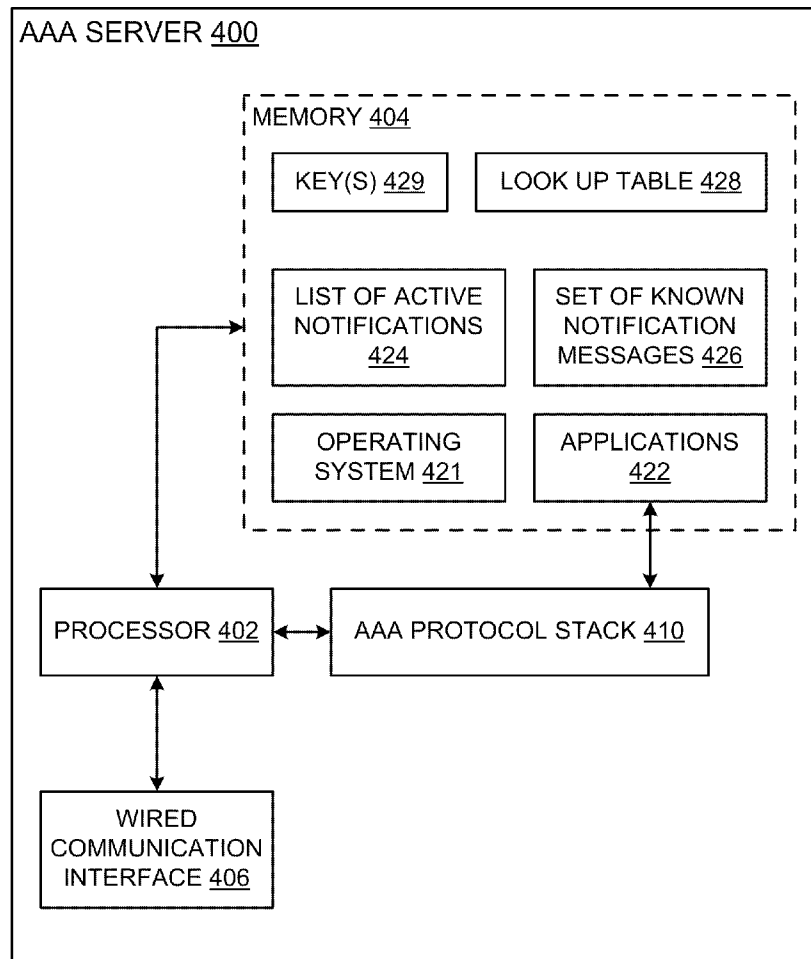 AAA SERVER 400
MEMORY 404
KEY(S) 429
LOOK UP TABLE 428
LIST OF ACTIVE
NOTIFICATIONS
424
SET OF KNOWN
NOTIFICATION
MESSAGES 426
OPERATING
SYSTEM 421
APPLICATIONS
422
PROCESSOR 402
AAA PROTOCOL STACK 410
WIRED
COMMUNICATION
INTERFACE 406